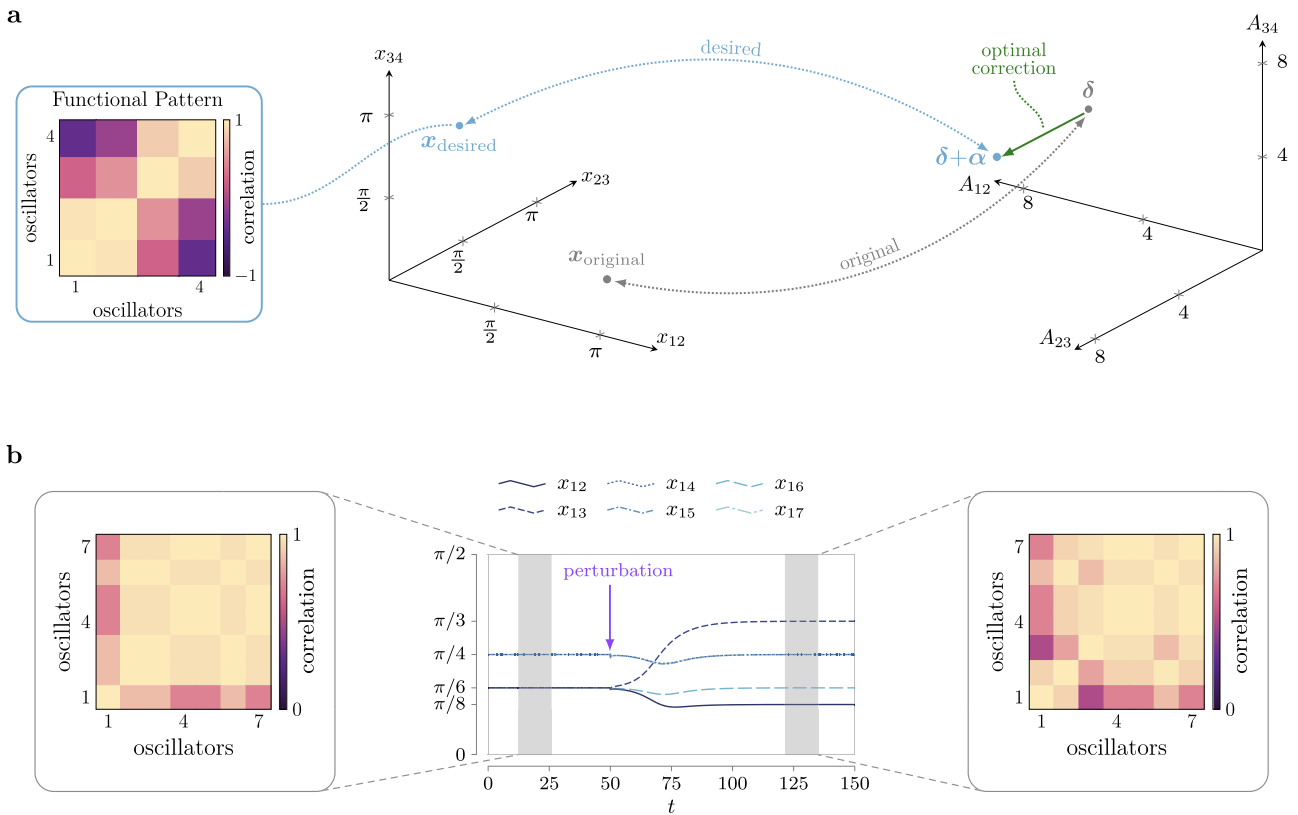 a
Functional Pattern
4
1
oscillators
1
4
oscillators
1
−1
correlation
x34
π
π/2
x23
π
π/2
x12
π/2
π
xdesired
xoriginal
desired
original
optimal
correction
δ
δ+α
A34
8
4
A12
8
4
A23
8
4
b
7
4
1
oscillators
1
4
7
oscillators
1
0
correlation
x12
x14
x16
x13
x15
x17
perturbation
π/2
π/3
π/4
π/6
π/8
0
0
25
50
75
100
125
150
t
7
4
1
oscillators
1
4
7
oscillators
1
0
correlation